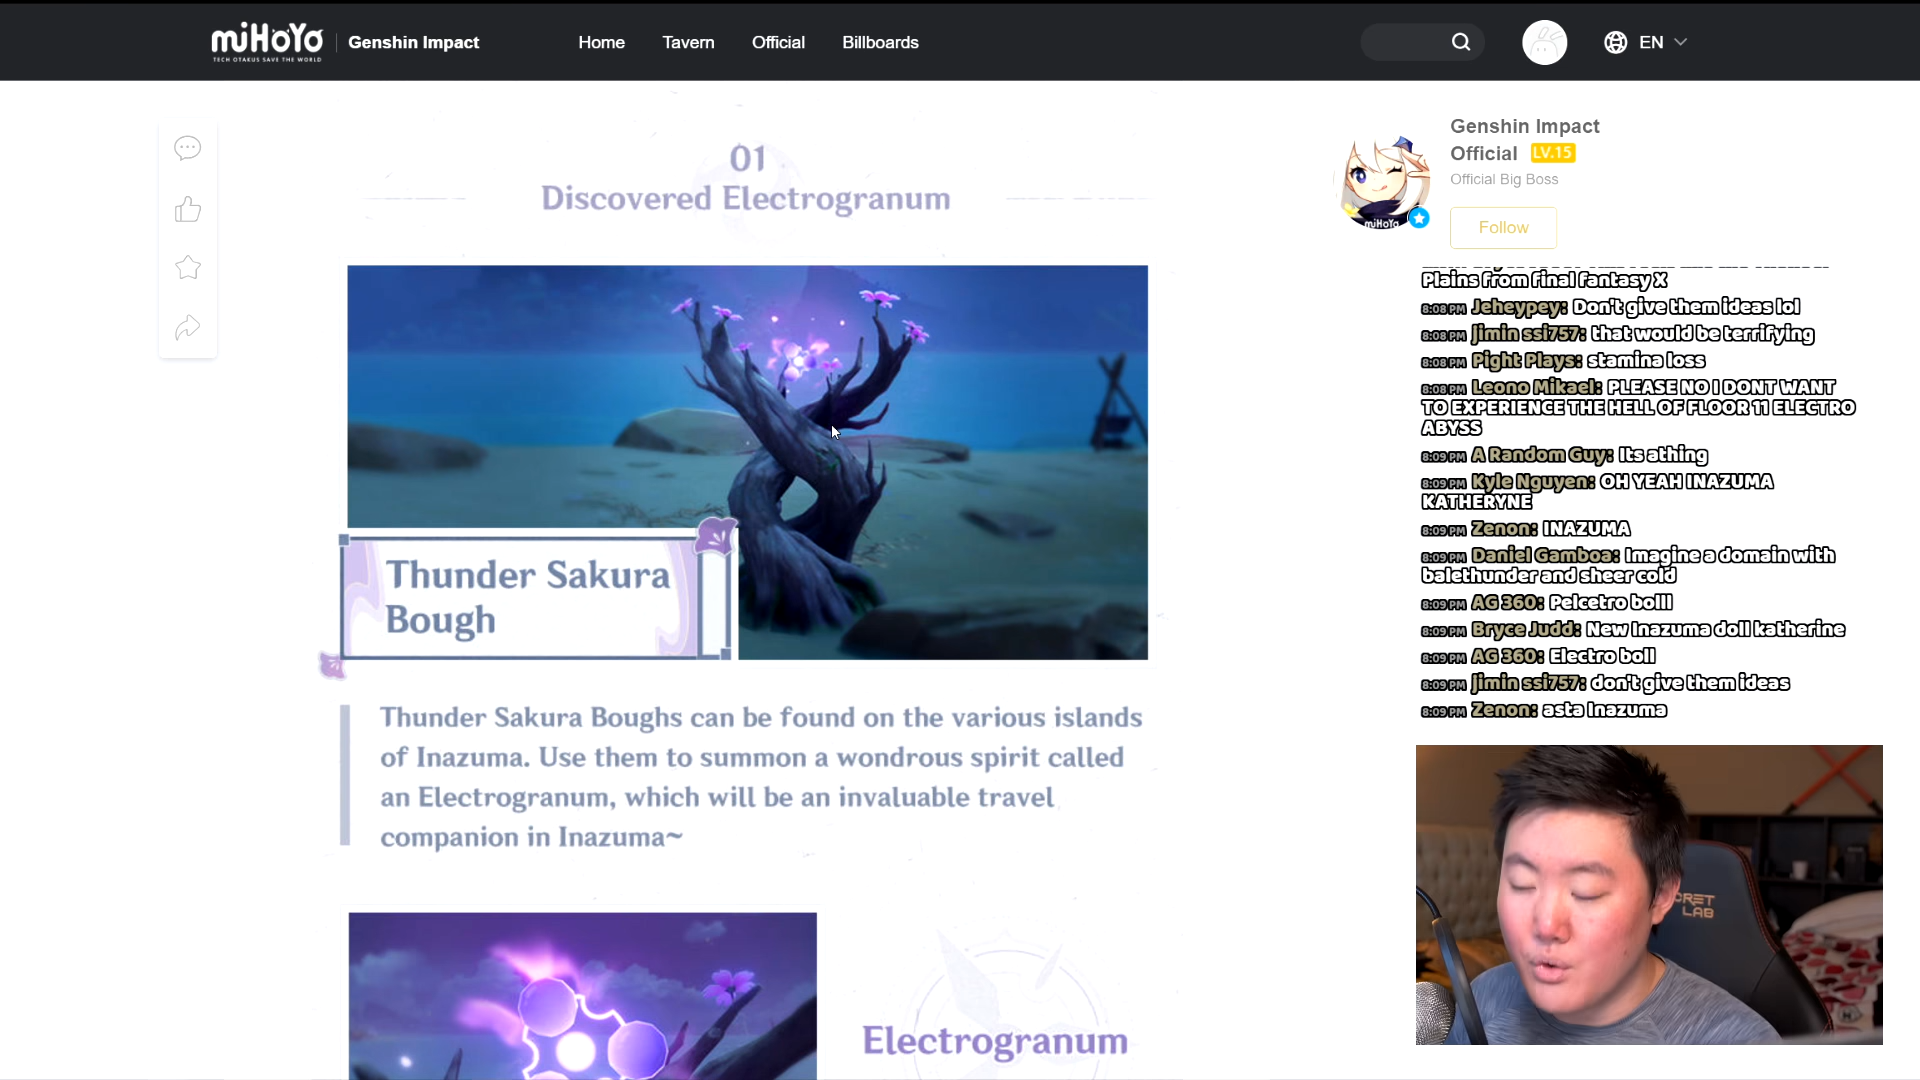 miHoYo
TECH OTAKUS SAVE THE WORLD
Genshin Impact
Home
Tavern
Official
Billboards
EN
01
Discovered Electrogranum
Thunder Sakura
Bough
Thunder Sakura Boughs can be found on the various islands
of Inazuma. Use them to summon a wondrous spirit called
an Electrogranum, which will be an invaluable travel
companion in Inazuma~
Electrogranum
Genshin Impact
Official LV.15
Official Big Boss
miHoYo
Follow
Plains from final fantasy X
8:08 PM Jeheypey: Don't give them ideas lol
8:08 PM jimin ssi757: that would be terrifying
8:08 PM Pight Plays: stamina loss
8:08 PM Leono Mikael: PLEASE NO I DONT WANT
TO EXPERIENCE THE HELL OF FLOOR 11 ELECTRO
ABYSS
8:09 PM A Random Guy: Its athing
8:09 PM Kyle Nguyen: OH YEAH INAZUMA
KATHERYNE
8:09 PM Zenon: INAZUMA
8:09 PM Daniel Gamboa: Imagine a domain with
balethunder and sheer cold
8:09 PM AG 360: Pelcetro bolll
8:09 PM Bryce Judd: New Inazuma doll katherine
8:09 PM AG 360: Electro boll
8:09 PM jimin ssi757: don't give them ideas
8:09 PM Zenon: asta Inazuma
LAB